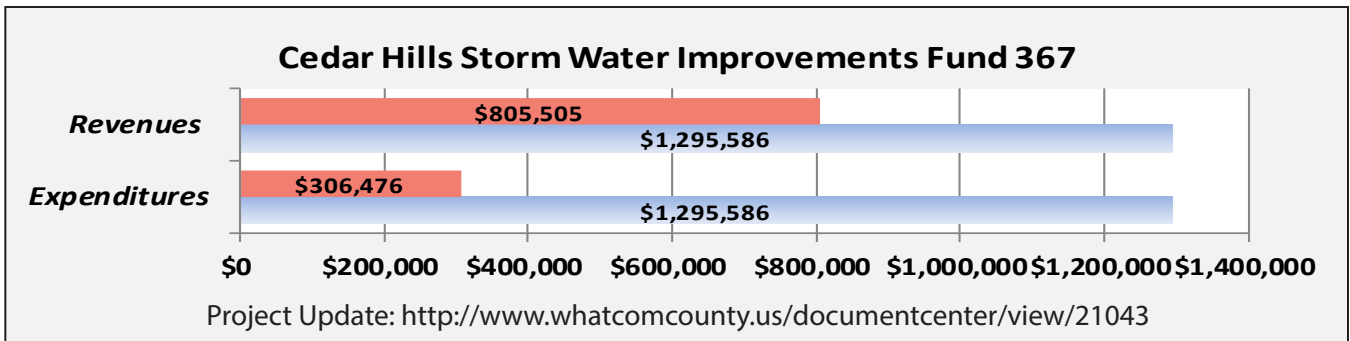 Cedar Hills Storm Water Improvements Fund 367
Revenues
$805,505
$1,295,586
Expenditures
$306,476
$1,295,586
$0 $200,000 $400,000 $600,000 $800,000 $1,000,000 $1,200,000 $1,400,000
Project Update: http://www.whatcomcounty.us/documentcenter/view/21043